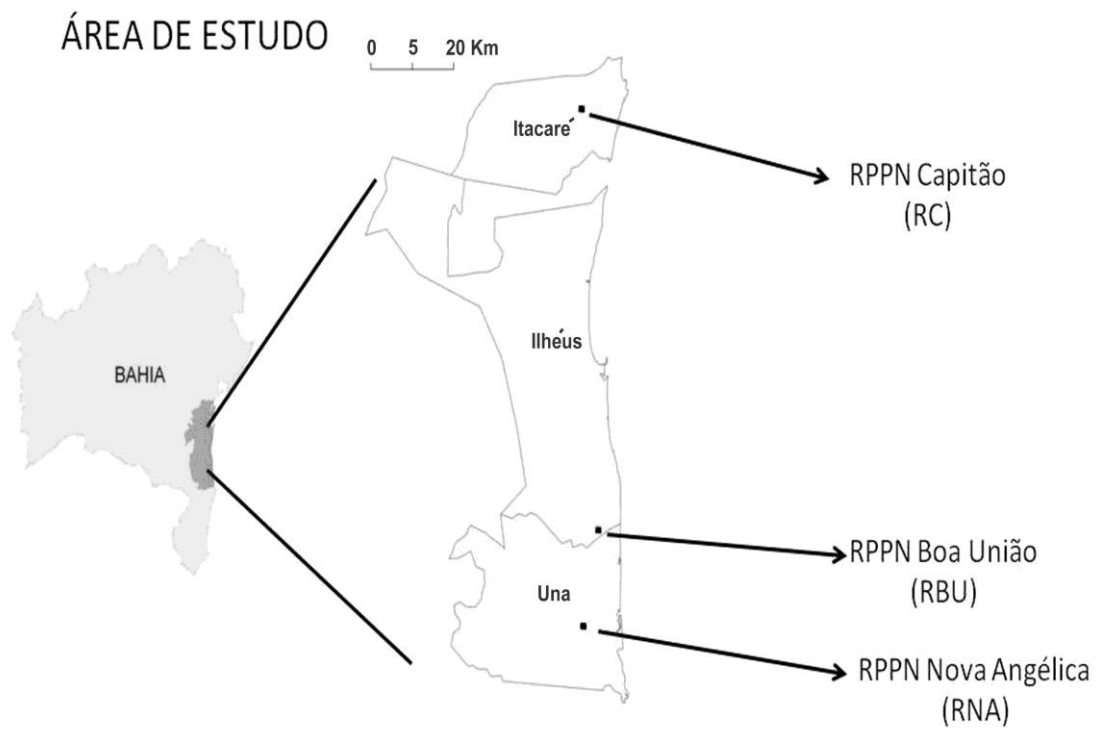 ÁREA DE ESTUDO
0 5 20 Km
Itacaré
RPPN Capitão
(RC)
Ilhéus
BAHIA
RPPN Boa União
(RBU)
Una
RPPN Nova Angélica
(RNA)